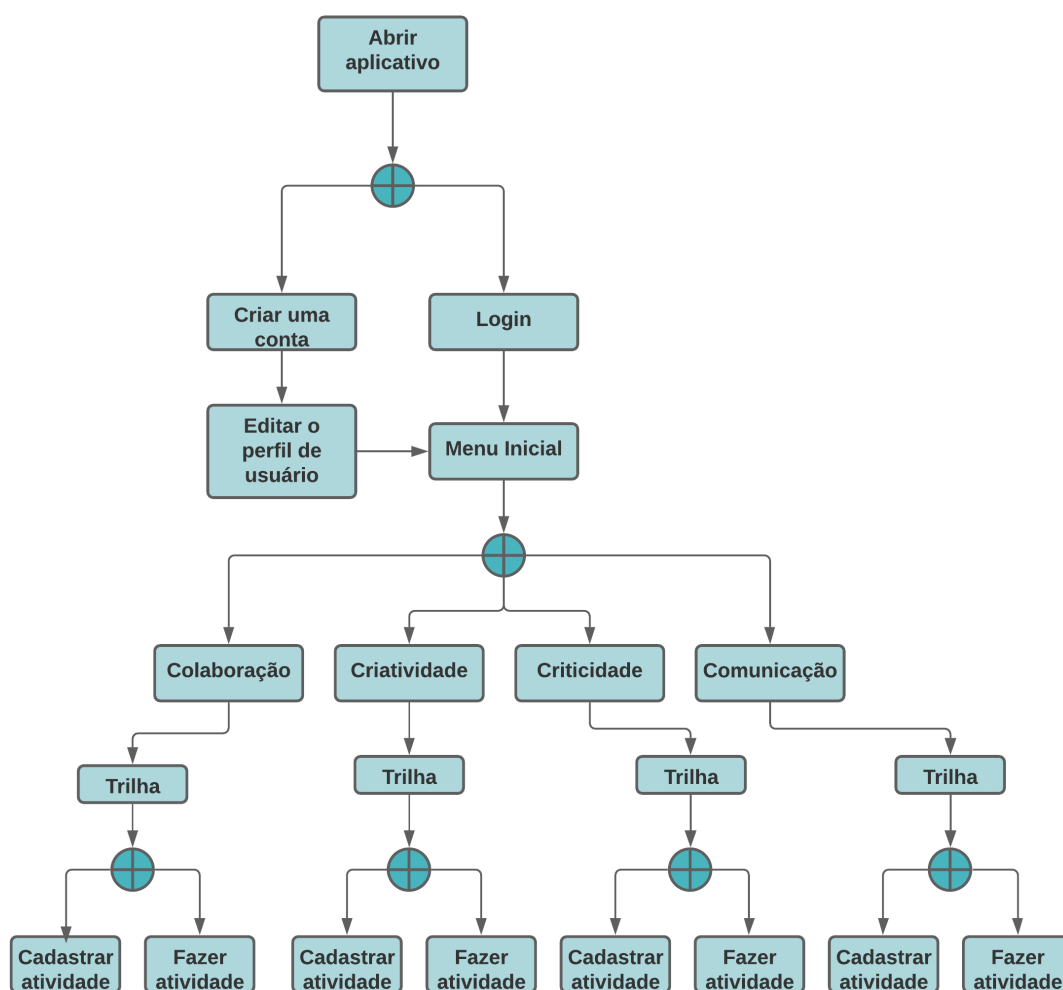 Abrir
aplicativo
Criar uma
conta
Login
Editar o
perfil de
usuário
Menu Inicial
Colaboração
Criatividade
Criticidade
Comunicação
Trilha
Trilha
Trilha
Trilha
Cadastrar
atividade
Fazer
atividade
Cadastrar
atividade
Fazer
atividade
Cadastrar
atividade
Fazer
atividade
Cadastrar
atividade
Fazer
atividade